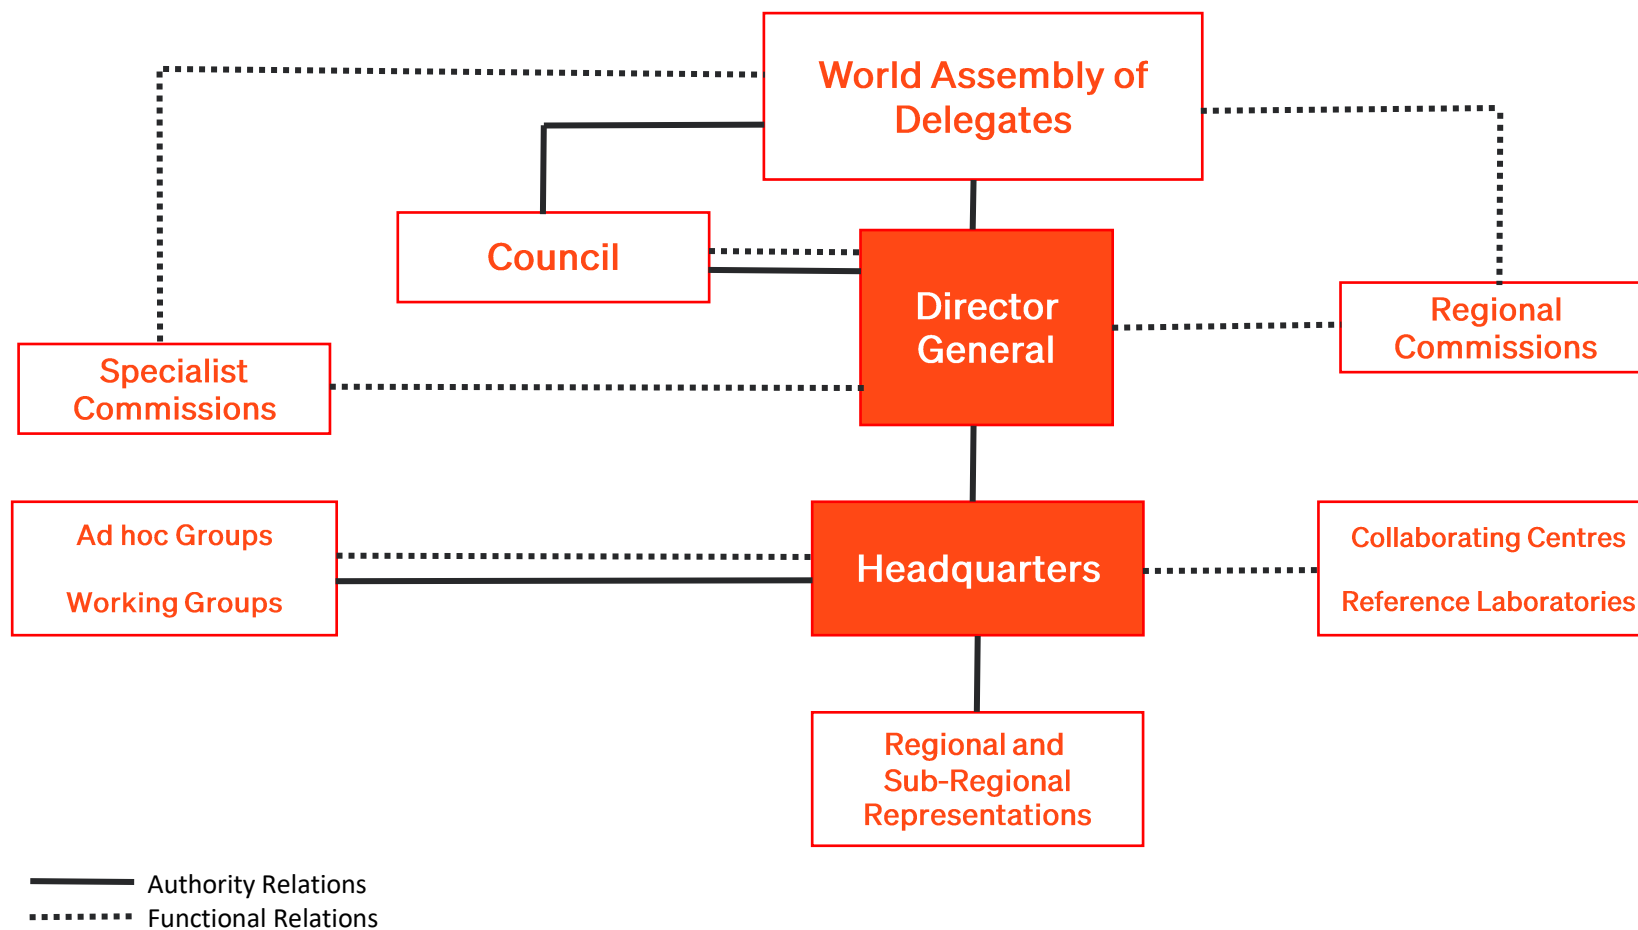 World Assembly of
Delegates
Council
Director
General
Regional
Commissions
Specialist
Commissions
Ad hoc Groups
Working Groups
Headquarters
Collaborating Centres
Reference Laboratories
Regional and
Sub-Regional
Representations
Authority Relations
Functional Relations